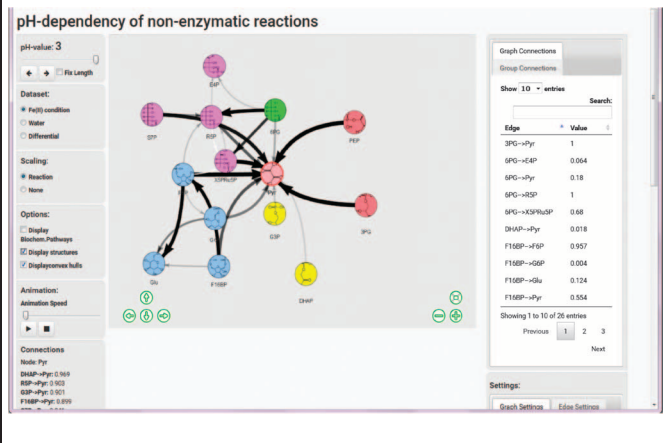 pH-dependency of non-enzymatic reactions
pH-value: 3
Fix Length
Dataset:
Fe(II) condition
Water
Differential
Scaling:
Reaction
None
Options:
Display
Biochem.Pathways
Display structures
Displayconvex hulls
Animation:
Animation Speed
Connections
Node: Pyr
DHAP->Pyr: 0.969
R5P->Pyr: 0.903
G3P->Pyr: 0.901
F16BP->Pyr: 0.899
E4P
S7P
R5P
6PG
PEP
X5PRu5P
Pyr
G3P
3PG
Glu
F16BP
DHAP
Graph Connections
Group Connections
Show 10 entries
Search:
Edge Value
3PG->Pyr 1
6PG->E4P 0.064
6PG->Pyr 0.18
6PG->R5P 1
6PG->X5PRu5P 0.68
DHAP->Pyr 0.018
F16BP->F6P 0.957
F16BP->G6P 0.004
F16BP->Glu 0.124
F16BP->Pyr 0.554
Showing 1 to 10 of 26 entries
Previous 1 2 3
Next
Settings:
Graph Settings Edge Settings